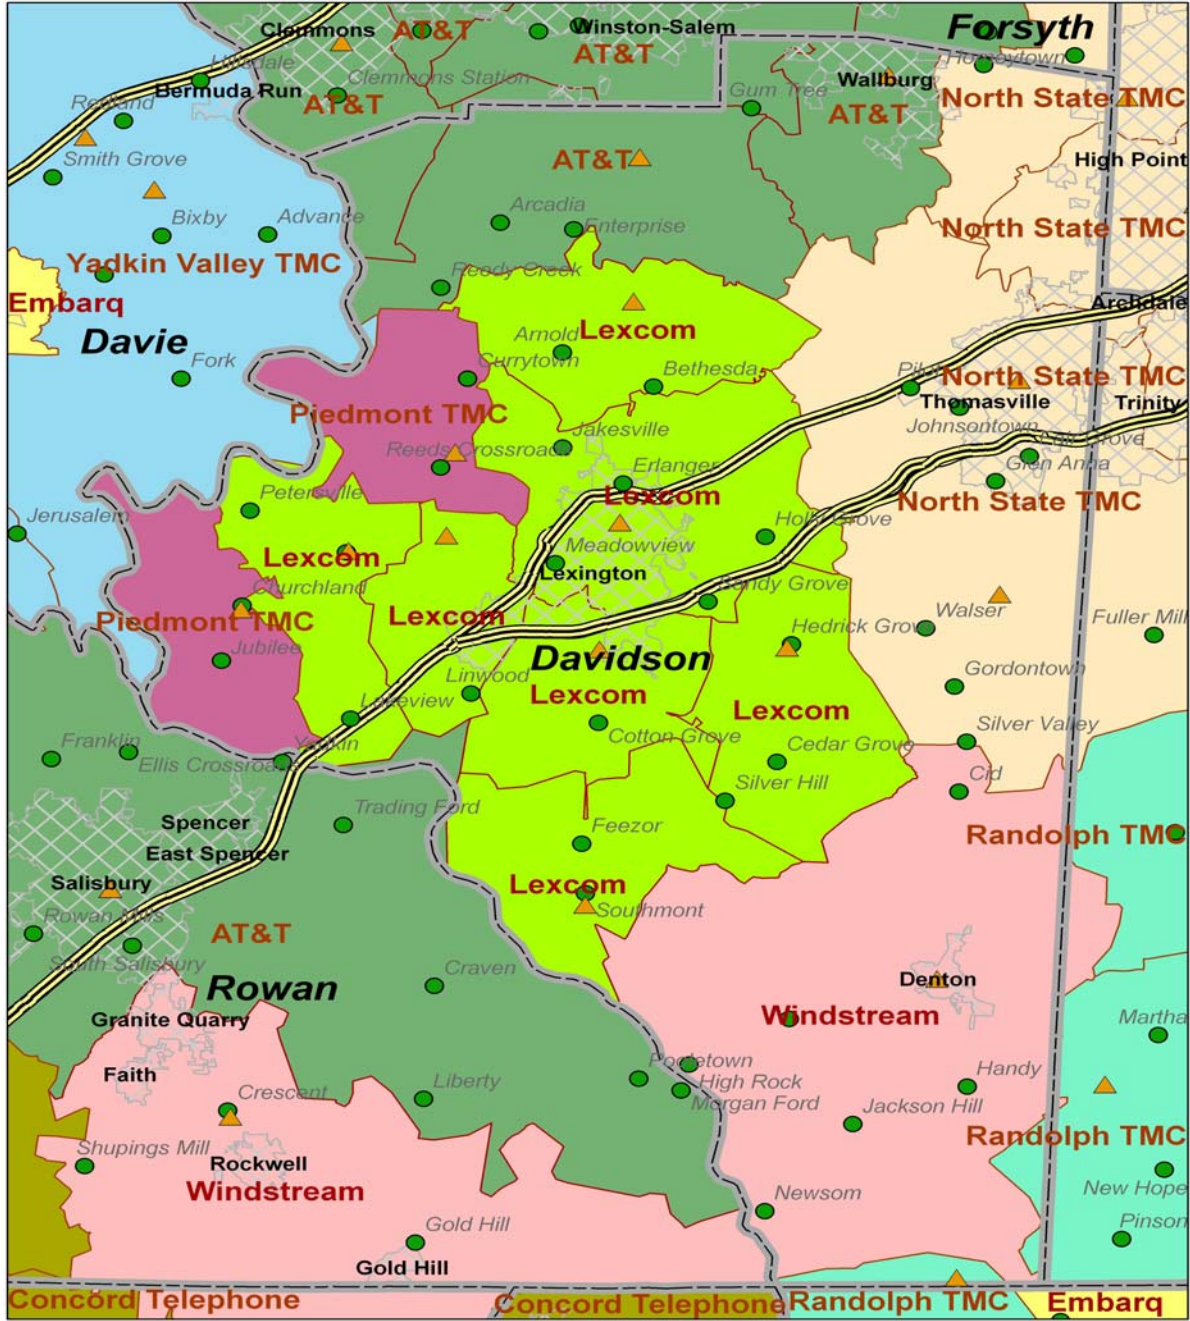 Clemmons
AT&T
Winston-Salem
Forsyth
AT&T
Hillsdale
Clemmons Station
Wallburg
Bermuda Run
Gum Tree
Redland
AT&T
AT&T
North State TMC
Smith Grove
AT&T
High Point
Arcadia
Bixby
Advance
Enterprise
North State TMC
Yadkin Valley TMC
Reedy Creek
Embarq
Archdale
Arnold
Lexcom
Davie
Fork
Currytown
Bethesda
Pilot
North State TMC
Thomasville
Trinity
Piedmont TMC
Jakesville
Johnsontown
Fair Grove
Reeds Crossroads
Erlanger
Glen Anna
Petersville
Lexcom
North State TMC
Jerusalem
Holly Grove
Meadowview
Lexcom
Lexington
Churchland
Sandy Grove
Piedmont TMC
Lexcom
Hedrick Grove
Walser
Fuller Mill
Jubilee
Davidson
Linwood
Lexcom
Gordontown
Lakeview
Lexcom
Silver Valley
Franklin
Yadkin
Cotton Grove
Cedar Grove
Ellis Crossroads
Silver Hill
Cid
Trading Ford
Spencer
Feezor
Randolph TMC
East Spencer
Salisbury
Lexcom
Rowan Mills
Southmont
AT&T
South Salisbury
Craven
Rowan
Denton
Granite Quarry
Windstream
Martha
Faith
Pooletown
Handy
Crescent
Liberty
High Rock
Morgan Ford
Jackson Hill
Randolph TMC
Shupings Mill
Rockwell
Windstream
Newsom
New Hope
Gold Hill
Pinson
Gold Hill
Concord Telephone
Concord Telephone
Randolph TMC
Embarq